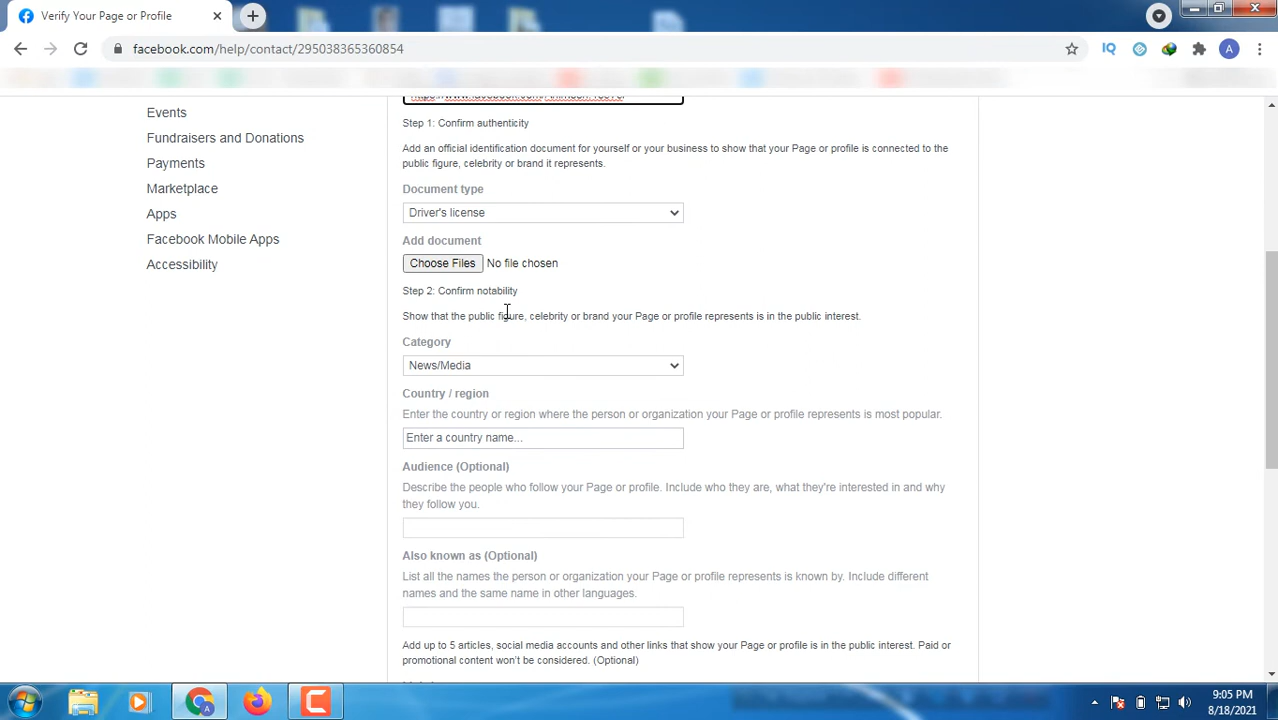 Verify Your Page or Profile
facebook.com/help/contact/295038365360854
A
Events
Fundraisers and Donations
Payments
Marketplace
Apps
Facebook Mobile Apps
Accessibility
Step 1: Confirm authenticity
Add an official identification document for yourself or your business to show that your Page or profile is connected to the
public figure, celebrity or brand it represents.
Document type
Driver's license
Add document
Choose Files No file chosen
Step 2: Confirm notability
Show that the public figure, celebrity or brand your Page or profile represents is in the public interest.
Category
News/Media
Country / region
Enter the country or region where the person or organization your Page or profile represents is most popular.
Enter a country name...
Audience (Optional)
Describe the people who follow your Page or profile. Include who they are, what they're interested in and why
they follow you.
Also known as (Optional)
List all the names the person or organization your Page or profile represents is known by. Include different
names and the same name in other languages.
Add up to 5 articles, social media accounts and other links that show your Page or profile is in the public interest. Paid or
promotional content won't be considered. (Optional)
9:05 PM
8/18/2021